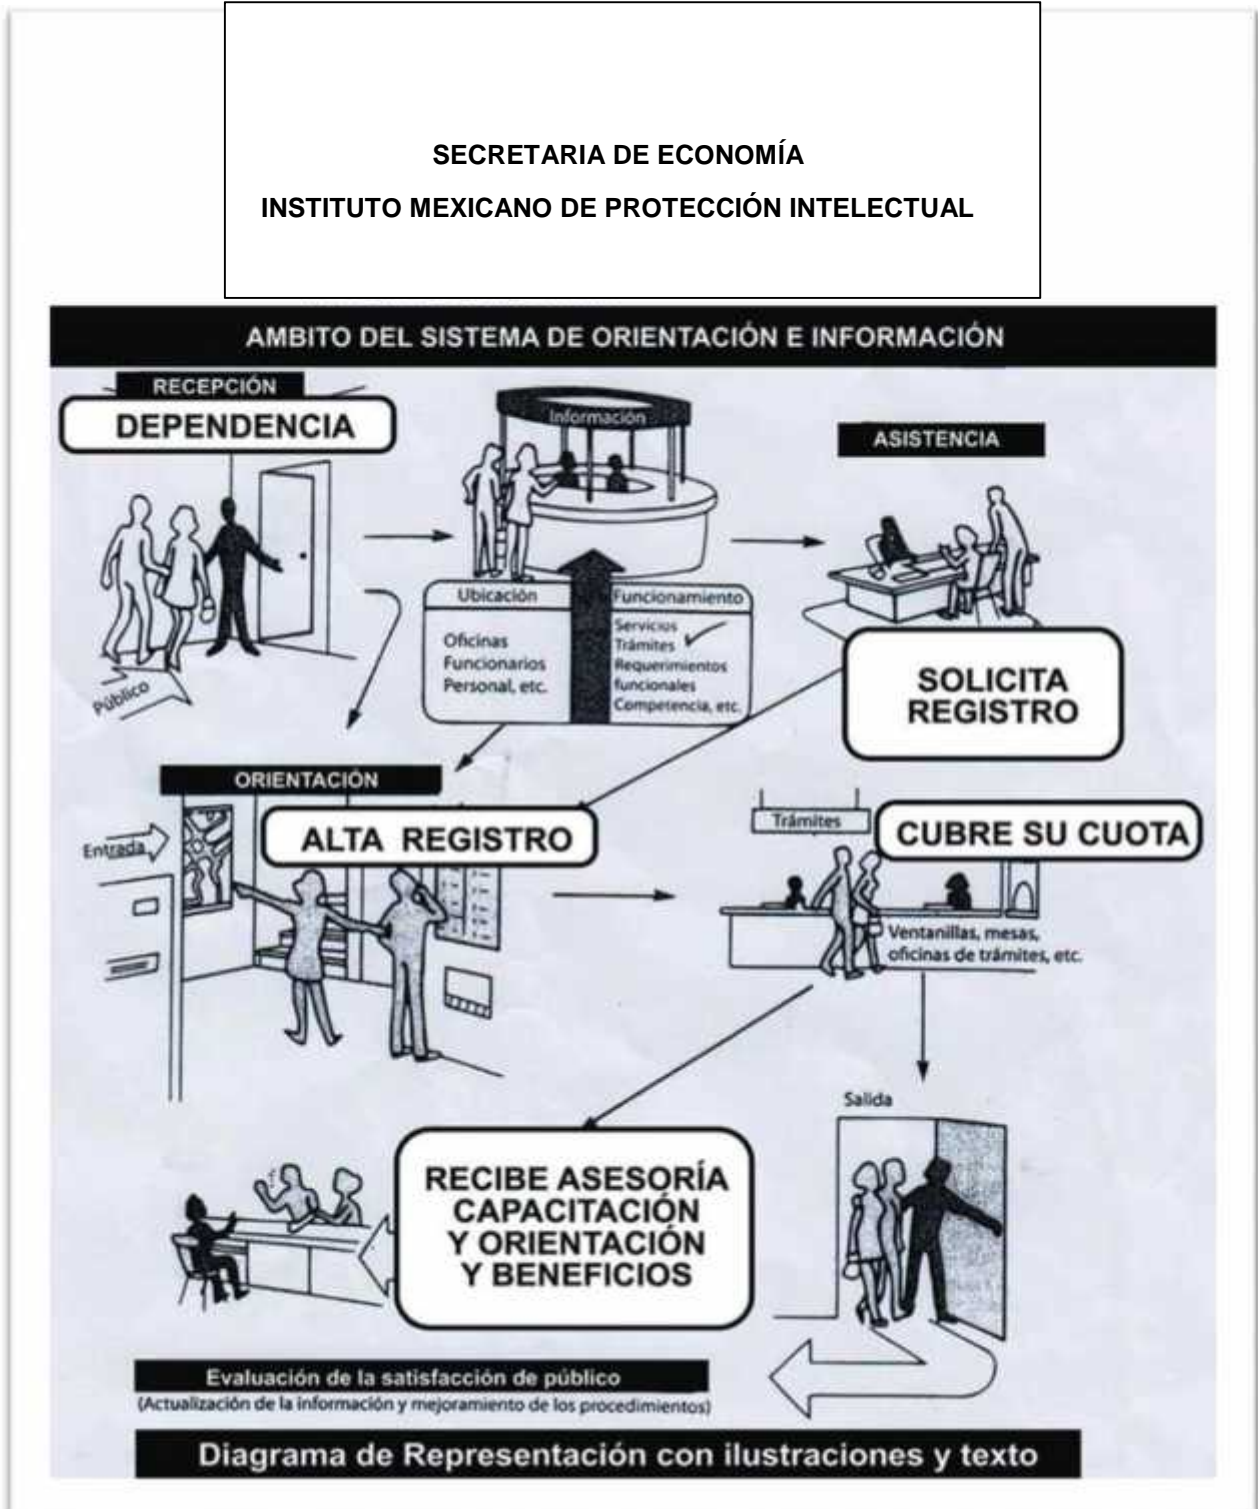 SECRETARIA DE ECONOMÍA
INSTITUTO MEXICANO DE PROTECCIÓN INTELECTUAL
AMBITO DEL SISTEMA DE ORIENTACIÓN E INFORMACIÓN
RECEPCIÓN
DEPENDENCIA
Información
ASISTENCIA
Público
Ubicación
Oficinas
Funcionarios
Personal, etc.
Funcionamiento
Servicios
Trámites
Requerimientos
funcionales
Competencia, etc.
SOLICITA
REGISTRO
ORIENTACIÓN
ALTA REGISTRO
Entrada
Trámites
CUBRE SU CUOTA
Ventanillas, mesas,
oficinas de trámites, etc.
Salida
RECIBE ASESORÍA
CAPACITACIÓN
Y ORIENTACIÓN
Y BENEFICIOS
Evaluación de la satisfacción de público
(Actualización de la información y mejoramiento de los procedimientos)
Diagrama de Representación con ilustraciones y texto